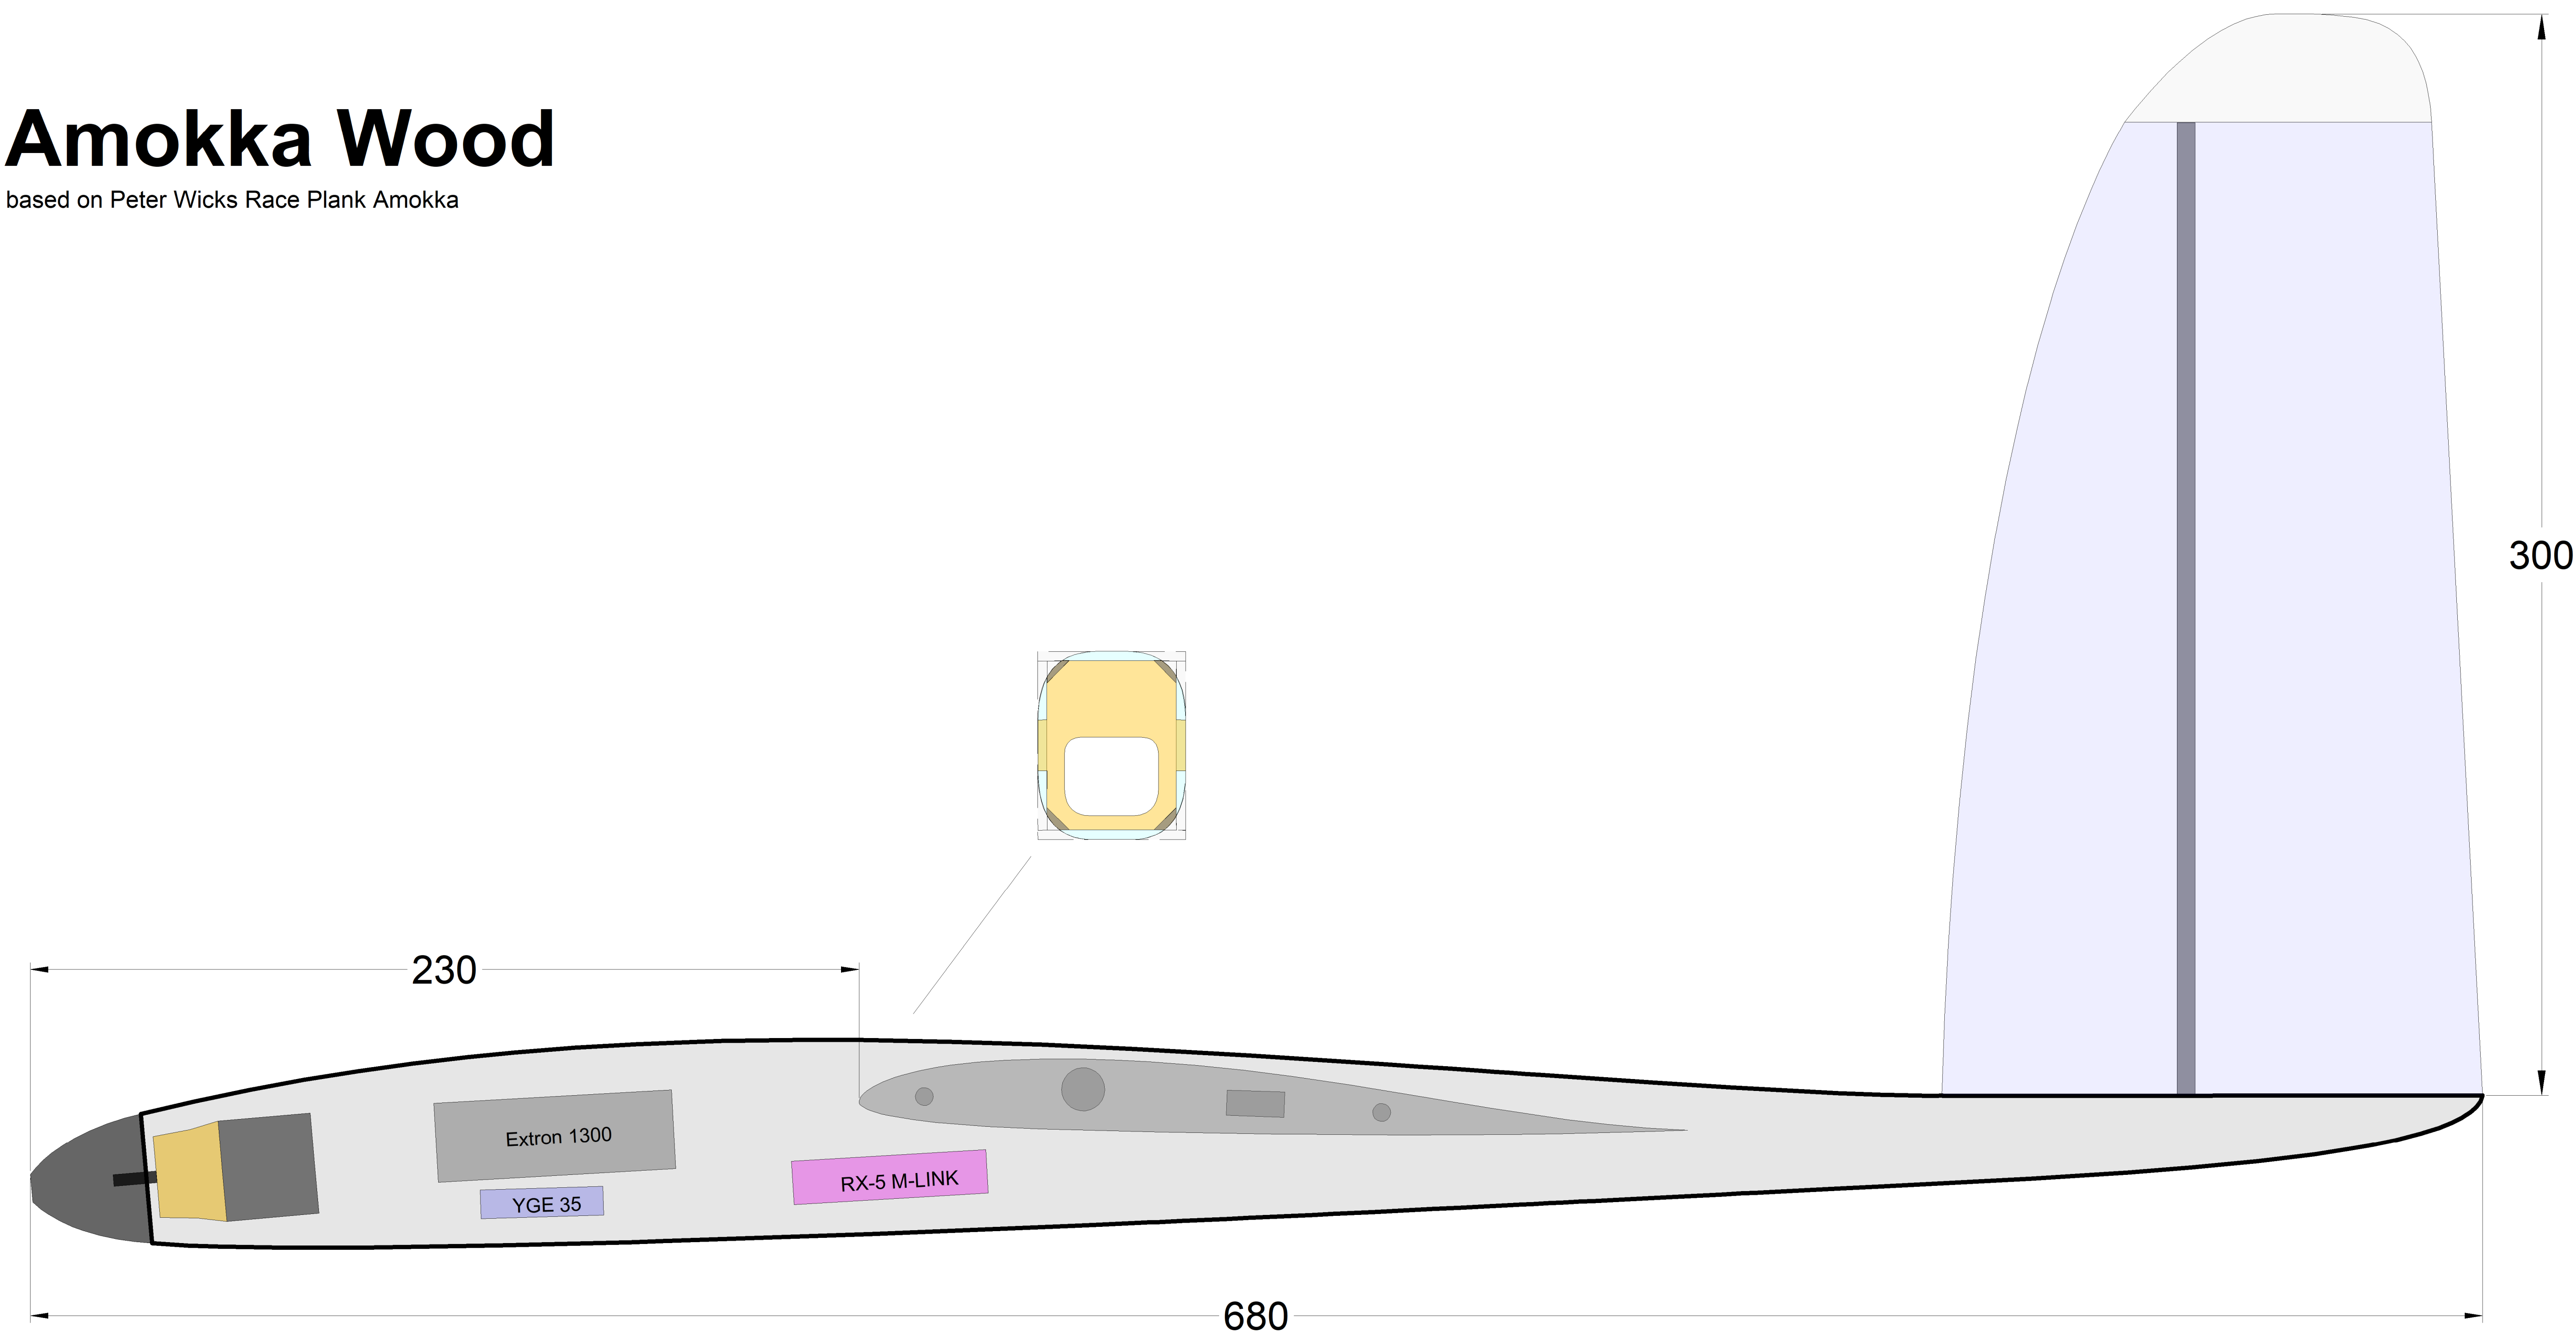 Amokka Wood
based on Peter Wicks Race Plank Amokka
300
230
Extron 1300
RX-5 M-LINK
YGE 35
680